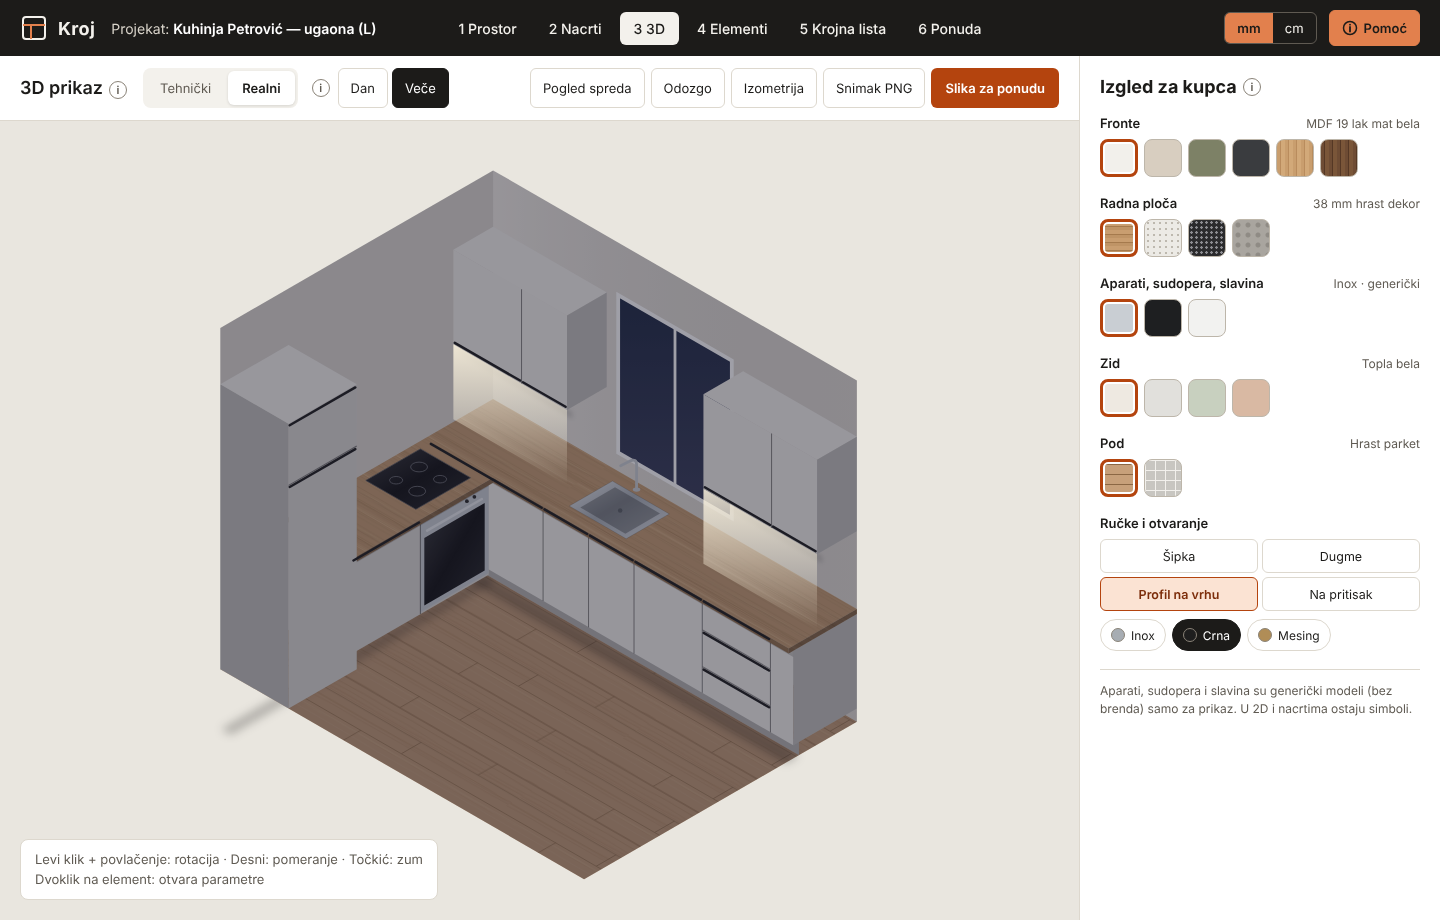 Kroj
Projekat: Kuhinja Petrović — ugaona (L)
1 Prostor
2 Nacrti
3 3D
4 Elementi
5 Krojna lista
6 Ponuda
mm
cm
Pomoć
3D prikaz
Tehnički
Realni
Dan
Veče
Pogled spreda
Odozgo
Izometrija
Snimak PNG
Slika za ponudu
Izgled za kupca
Fronte
MDF 19 lak mat bela
Radna ploča
38 mm hrast dekor
Aparati, sudopera, slavina
Inox · generički
Zid
Topla bela
Pod
Hrast parket
Ručke i otvaranje
Šipka
Dugme
Profil na vrhu
Na pritisak
Inox
Crna
Mesing
Aparati, sudopera i slavina su generički modeli (bez
brenda) samo za prikaz. U 2D i nacrtima ostaju simboli.
Levi klik + povlačenje: rotacija · Desni: pomeranje · Točkić: zum
Dvoklik na element: otvara parametre